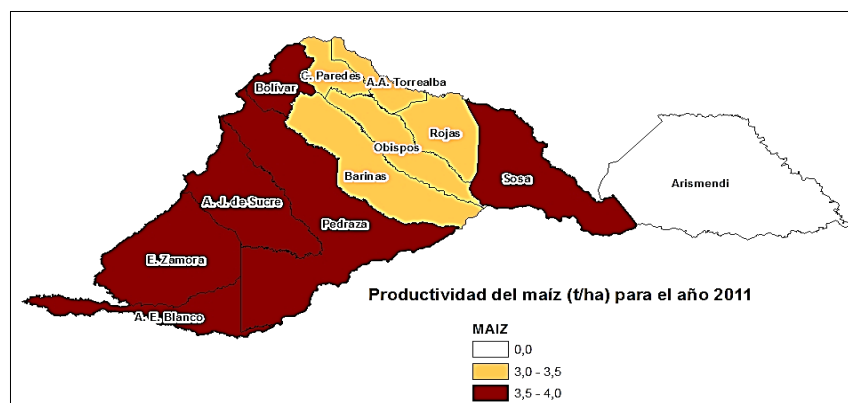 C. Paredes
Bolívar
A.A. Torrealba
Rojas
Obispos
Barinas
Sosa
Arismendi
A. J. de Sucre
Pedraza
E. Zamora
A. E. Blanco
Productividad del maíz (t/ha) para el año 2011
MAIZ
0,0
3,0 - 3,5
3,5 - 4,0